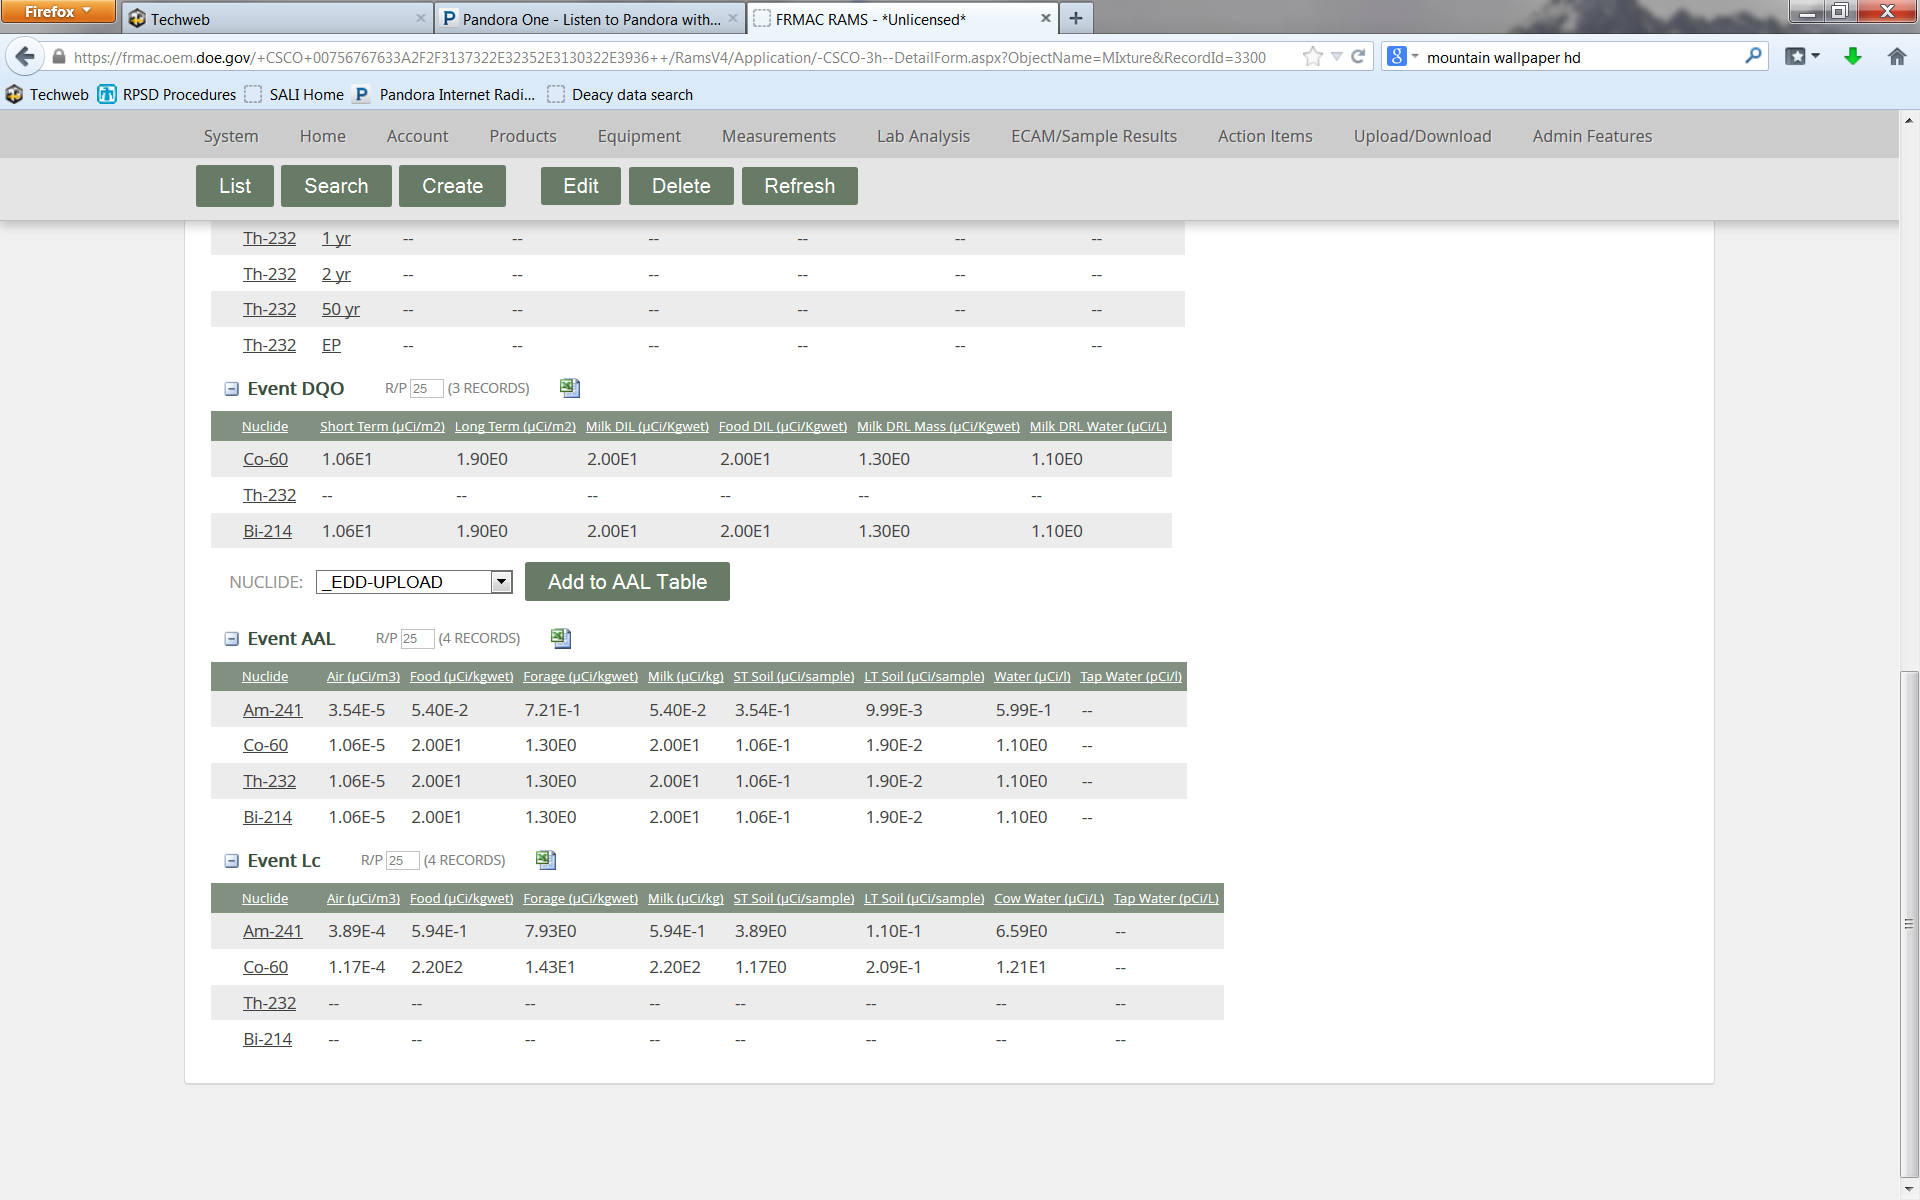 Firefox
Techweb
Pandora One - Listen to Pandora with...
FRMAC RAMS - *Unlicensed*
https://frmac.oem.doe.gov/+CSCO+00756767633A2F2F3137322E32352E3130322E3936++/RamsV4/Application/-CSCO-3h--DetailForm.aspx?ObjectName=MIxture&RecordId=3300
mountain wallpaper hd
Techweb RPSD Procedures SALI Home Pandora Internet Radi... Deacy data search
System Home Account Products Equipment Measurements Lab Analysis ECAM/Sample Results Action Items Upload/Download Admin Features
List Search Create Edit Delete Refresh
Th-232 1 yr -- -- -- -- -- --
Th-232 2 yr -- -- -- -- -- --
Th-232 50 yr -- -- -- -- -- --
Th-232 EP -- -- -- -- -- --
Event DQO R/P 25 (3 RECORDS)
Nuclide Short Term (µCi/m2) Long Term (µCi/m2) Milk DIL (µCi/Kgwet) Food DIL (µCi/Kgwet) Milk DRL Mass (µCi/Kgwet) Milk DRL Water (µCi/L)
Co-60 1.06E1 1.90E0 2.00E1 2.00E1 1.30E0 1.10E0
Th-232 -- -- -- -- -- --
Bi-214 1.06E1 1.90E0 2.00E1 2.00E1 1.30E0 1.10E0
NUCLIDE: _EDD-UPLOAD Add to AAL Table
Event AAL R/P 25 (4 RECORDS)
Nuclide Air (µCi/m3) Food (µCi/kgwet) Forage (µCi/kgwet) Milk (µCi/kg) ST Soil (µCi/sample) LT Soil (µCi/sample) Water (µCi/l) Tap Water (pCi/l)
Am-241 3.54E-5 5.40E-2 7.21E-1 5.40E-2 3.54E-1 9.99E-3 5.99E-1 --
Co-60 1.06E-5 2.00E1 1.30E0 2.00E1 1.06E-1 1.90E-2 1.10E0 --
Th-232 1.06E-5 2.00E1 1.30E0 2.00E1 1.06E-1 1.90E-2 1.10E0 --
Bi-214 1.06E-5 2.00E1 1.30E0 2.00E1 1.06E-1 1.90E-2 1.10E0 --
Event Lc R/P 25 (4 RECORDS)
Nuclide Air (µCi/m3) Food (µCi/kgwet) Forage (µCi/kgwet) Milk (µCi/kg) ST Soil (µCi/sample) LT Soil (µCi/sample) Cow Water (µCi/L) Tap Water (pCi/L)
Am-241 3.89E-4 5.94E-1 7.93E0 5.94E-1 3.89E0 1.10E-1 6.59E0 --
Co-60 1.17E-4 2.20E2 1.43E1 2.20E2 1.17E0 2.09E-1 1.21E1 --
Th-232 -- -- -- -- -- -- -- --
Bi-214 -- -- -- -- -- -- -- --